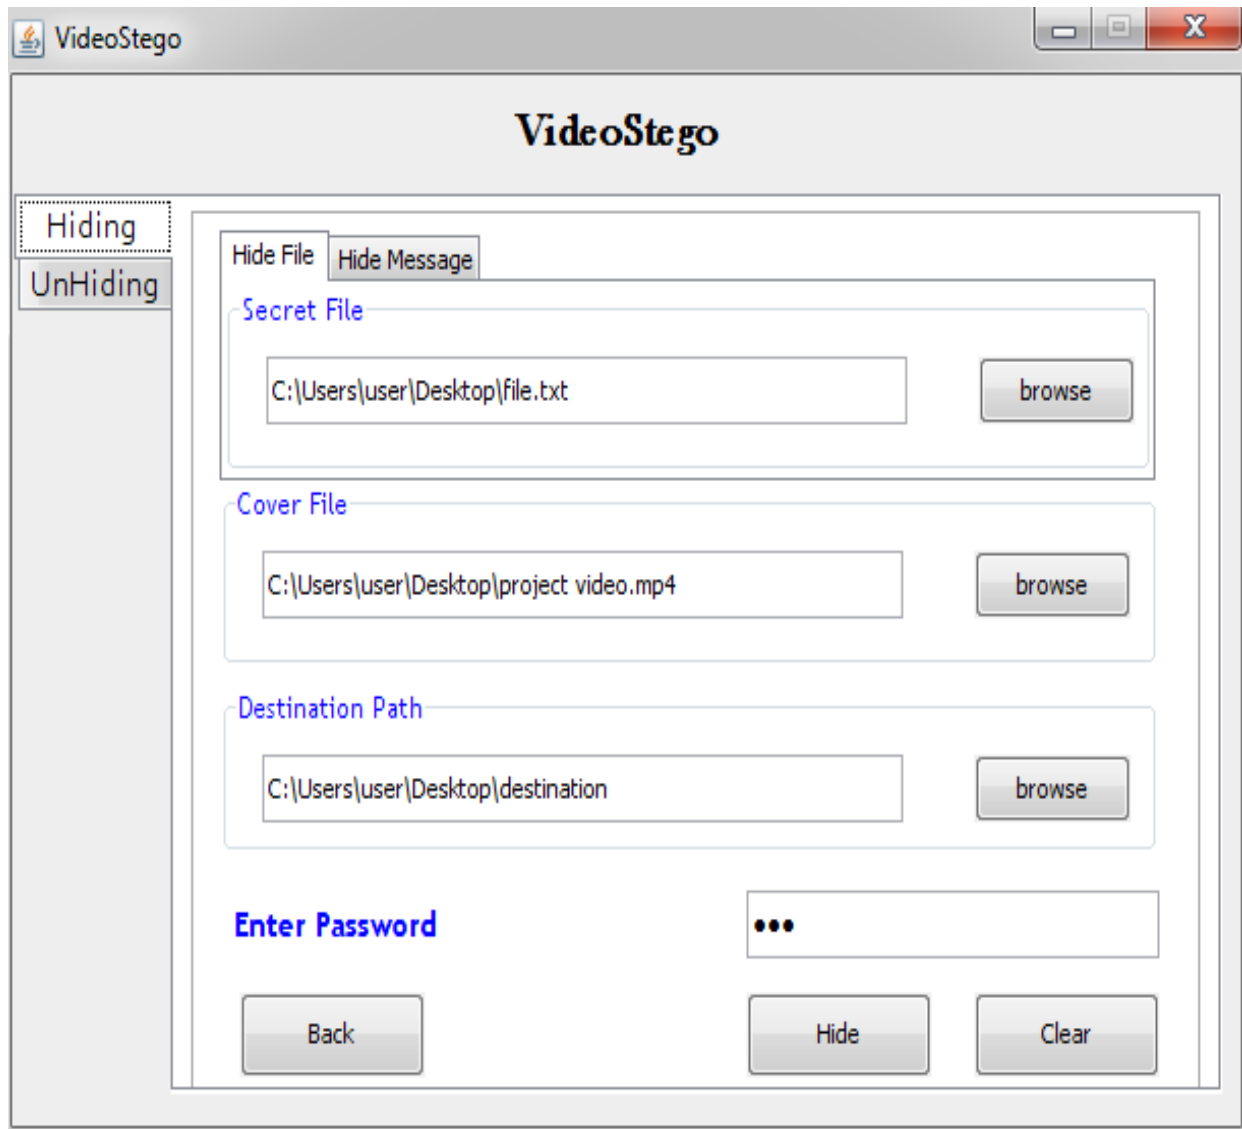 VideoStego
VideoStego
Hiding
UnHiding
Hide File
Hide Message
Secret File
C:\Users\user\Desktop\file.txt
browse
Cover File
C:\Users\user\Desktop\project video.mp4
browse
Destination Path
C:\Users\user\Desktop\destination
browse
Enter Password
•••
Back
Hide
Clear